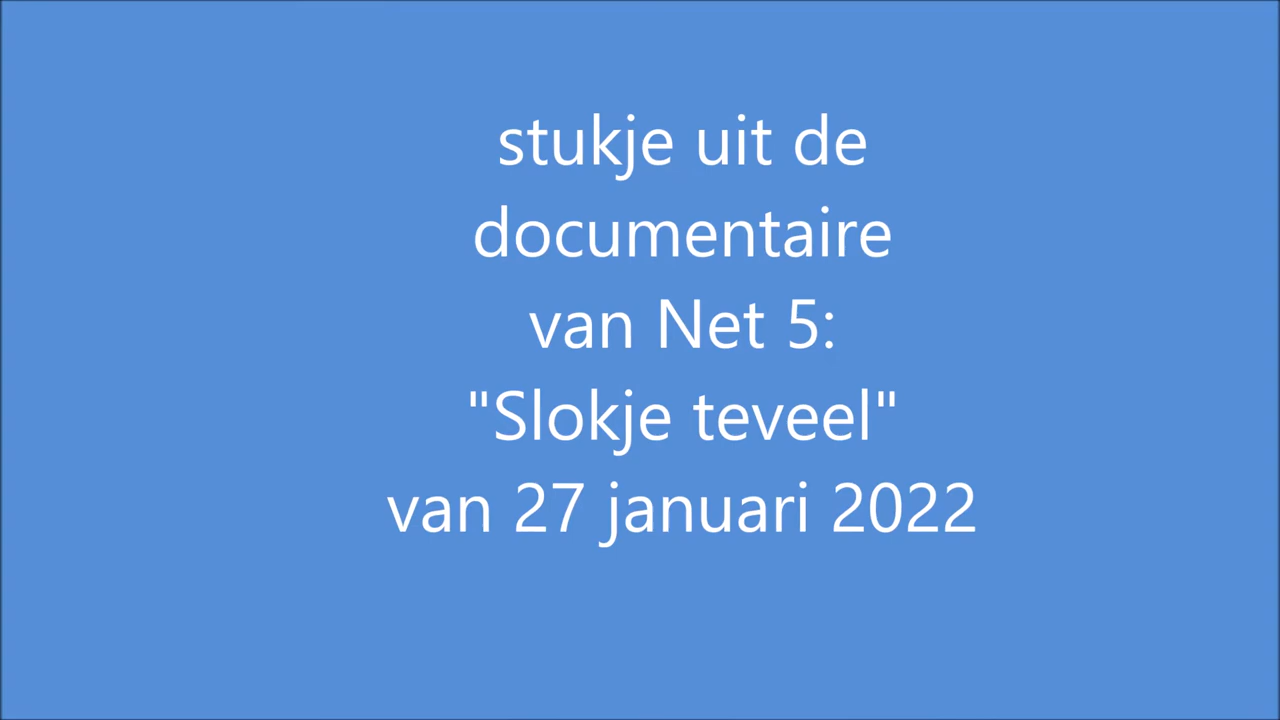 stukje uit de
documentaire
van Net 5:
"Slokje teveel"
van 27 januari 2022